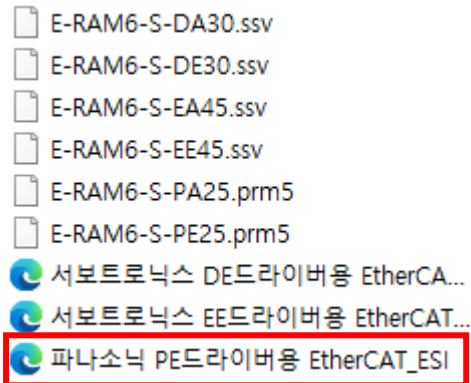 E-RAM6-S-DA30.ssv
E-RAM6-S-DE30.ssv
E-RAM6-S-EA45.ssv
E-RAM6-S-EE45.ssv
E-RAM6-S-PA25.prm5
E-RAM6-S-PE25.prm5
서보트로닉스 DE드라이버용 EtherCA...
서보트로닉스 EE드라이버용 EtherCAT...
파나소닉 PE드라이버용 EtherCAT_ESI